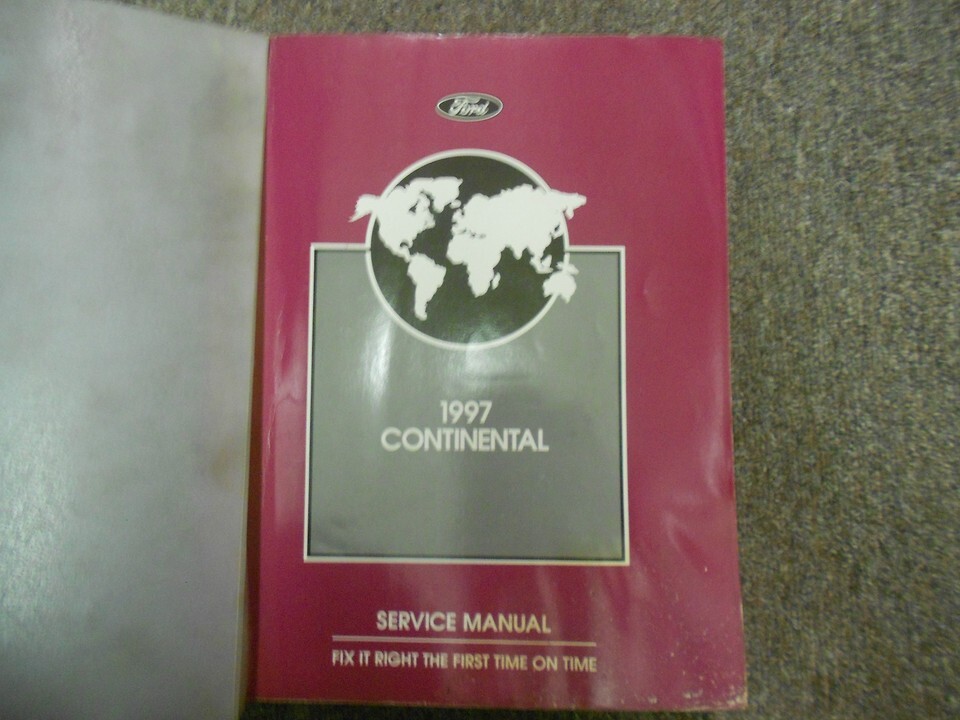 Ford
1997
CONTINENTAL
SERVICE MANUAL
FIX IT RIGHT THE FIRST TIME ON TIME